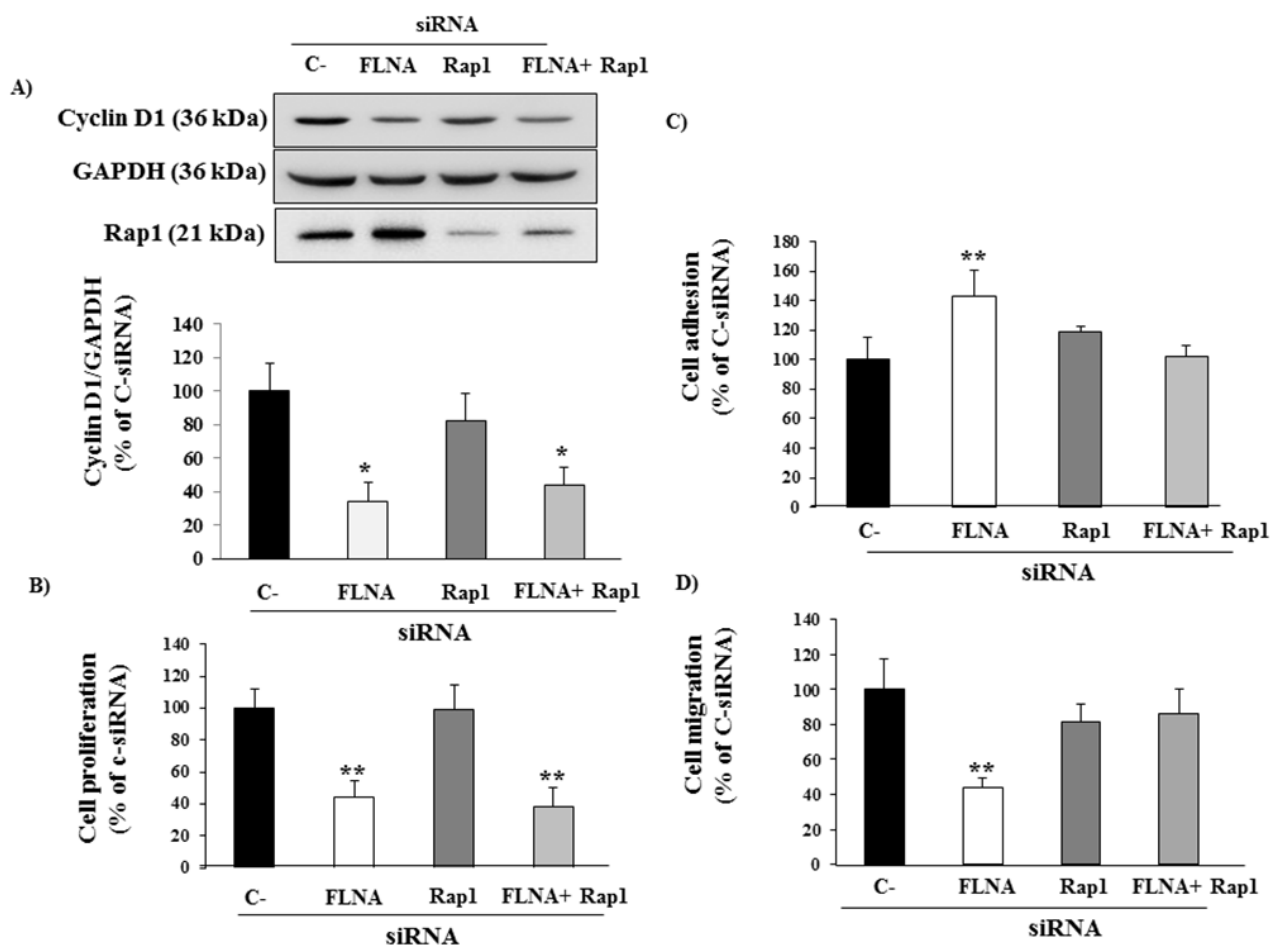 siRNA
C- FLNA Rap1 FLNA+ Rap1
A)
Cyclin D1 (36 kDa)
GAPDH (36 kDa)
Rap1 (21 kDa)
Cyclin D1/GAPDH
(% of C-siRNA)
140
120
100
80
60
40
20
0
*
*
C- FLNA Rap1 FLNA+ Rap1
siRNA
B)
Cell proliferation
(% of c-siRNA)
140
120
100
80
60
40
20
0
**
**
C- FLNA Rap1 FLNA+ Rap1
siRNA
C)
Cell adhesion
(% of C-siRNA)
180
160
140
120
100
80
60
40
20
0
**
C- FLNA Rap1 FLNA+ Rap1
siRNA
D)
Cell migration
(% of C-siRNA)
140
120
100
80
60
40
20
0
**
C- FLNA Rap1 FLNA+ Rap1
siRNA